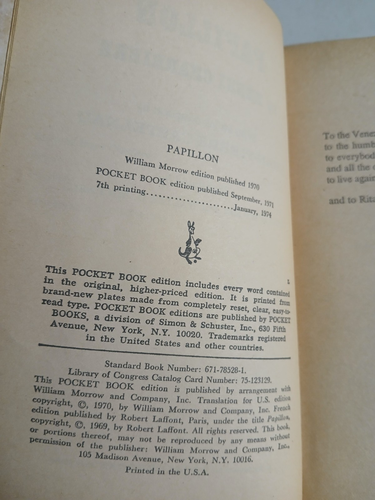 PAPILLON
William Morrow edition published 1970
POCKET BOOK edition published September, 1971
7th printing.....................January, 1974
This POCKET BOOK edition includes every word contained
in the original, higher-priced edition. It is printed from
brand-new plates made from completely reset, clear, easy-to-
read type. POCKET BOOK editions are published by POCKET
BOOKS, a division of Simon & Schuster, Inc., 630 Fifth
Avenue, New York, N.Y. 10020. Trademarks registered
in the United States and other countries.
Standard Book Number: 671-78528-1.
Library of Congress Catalog Card Number: 75-123129.
This POCKET BOOK edition is published by arrangement with
William Morrow and Company, Inc. Translation for U.S. edition
copyright, ©, 1970, by William Morrow and Company, Inc. French
edition published by Robert Laffont, Paris, under the title Papillon,
copyright, ©, 1969, by Robert Laffont. All rights reserved. This book,
or portions thereof, may not be reproduced by any means without
permission of the publisher: William Morrow and Company, Inc.,
105 Madison Avenue, New York, N.Y. 10016.
Printed in the U.S.A.
To the Vene
to the humb
to everybody
and all the
to live again
and to Rita